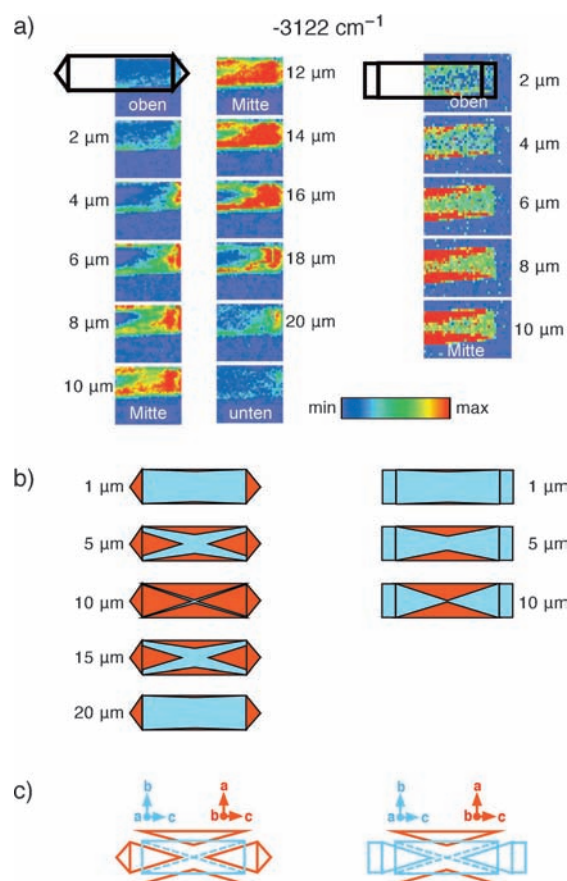 a)
-3122 cm⁻¹
oben
2 µm
4 µm
6 µm
8 µm
10 µm
Mitte
12 µm
Mitte
14 µm
16 µm
18 µm
20 µm
unten
oben
2 µm
4 µm
6 µm
8 µm
10 µm
Mitte
min
max
b)
1 µm
5 µm
10 µm
15 µm
20 µm
1 µm
5 µm
10 µm
c)
b
a
c
a
b
c
b
a
c
a
b
c